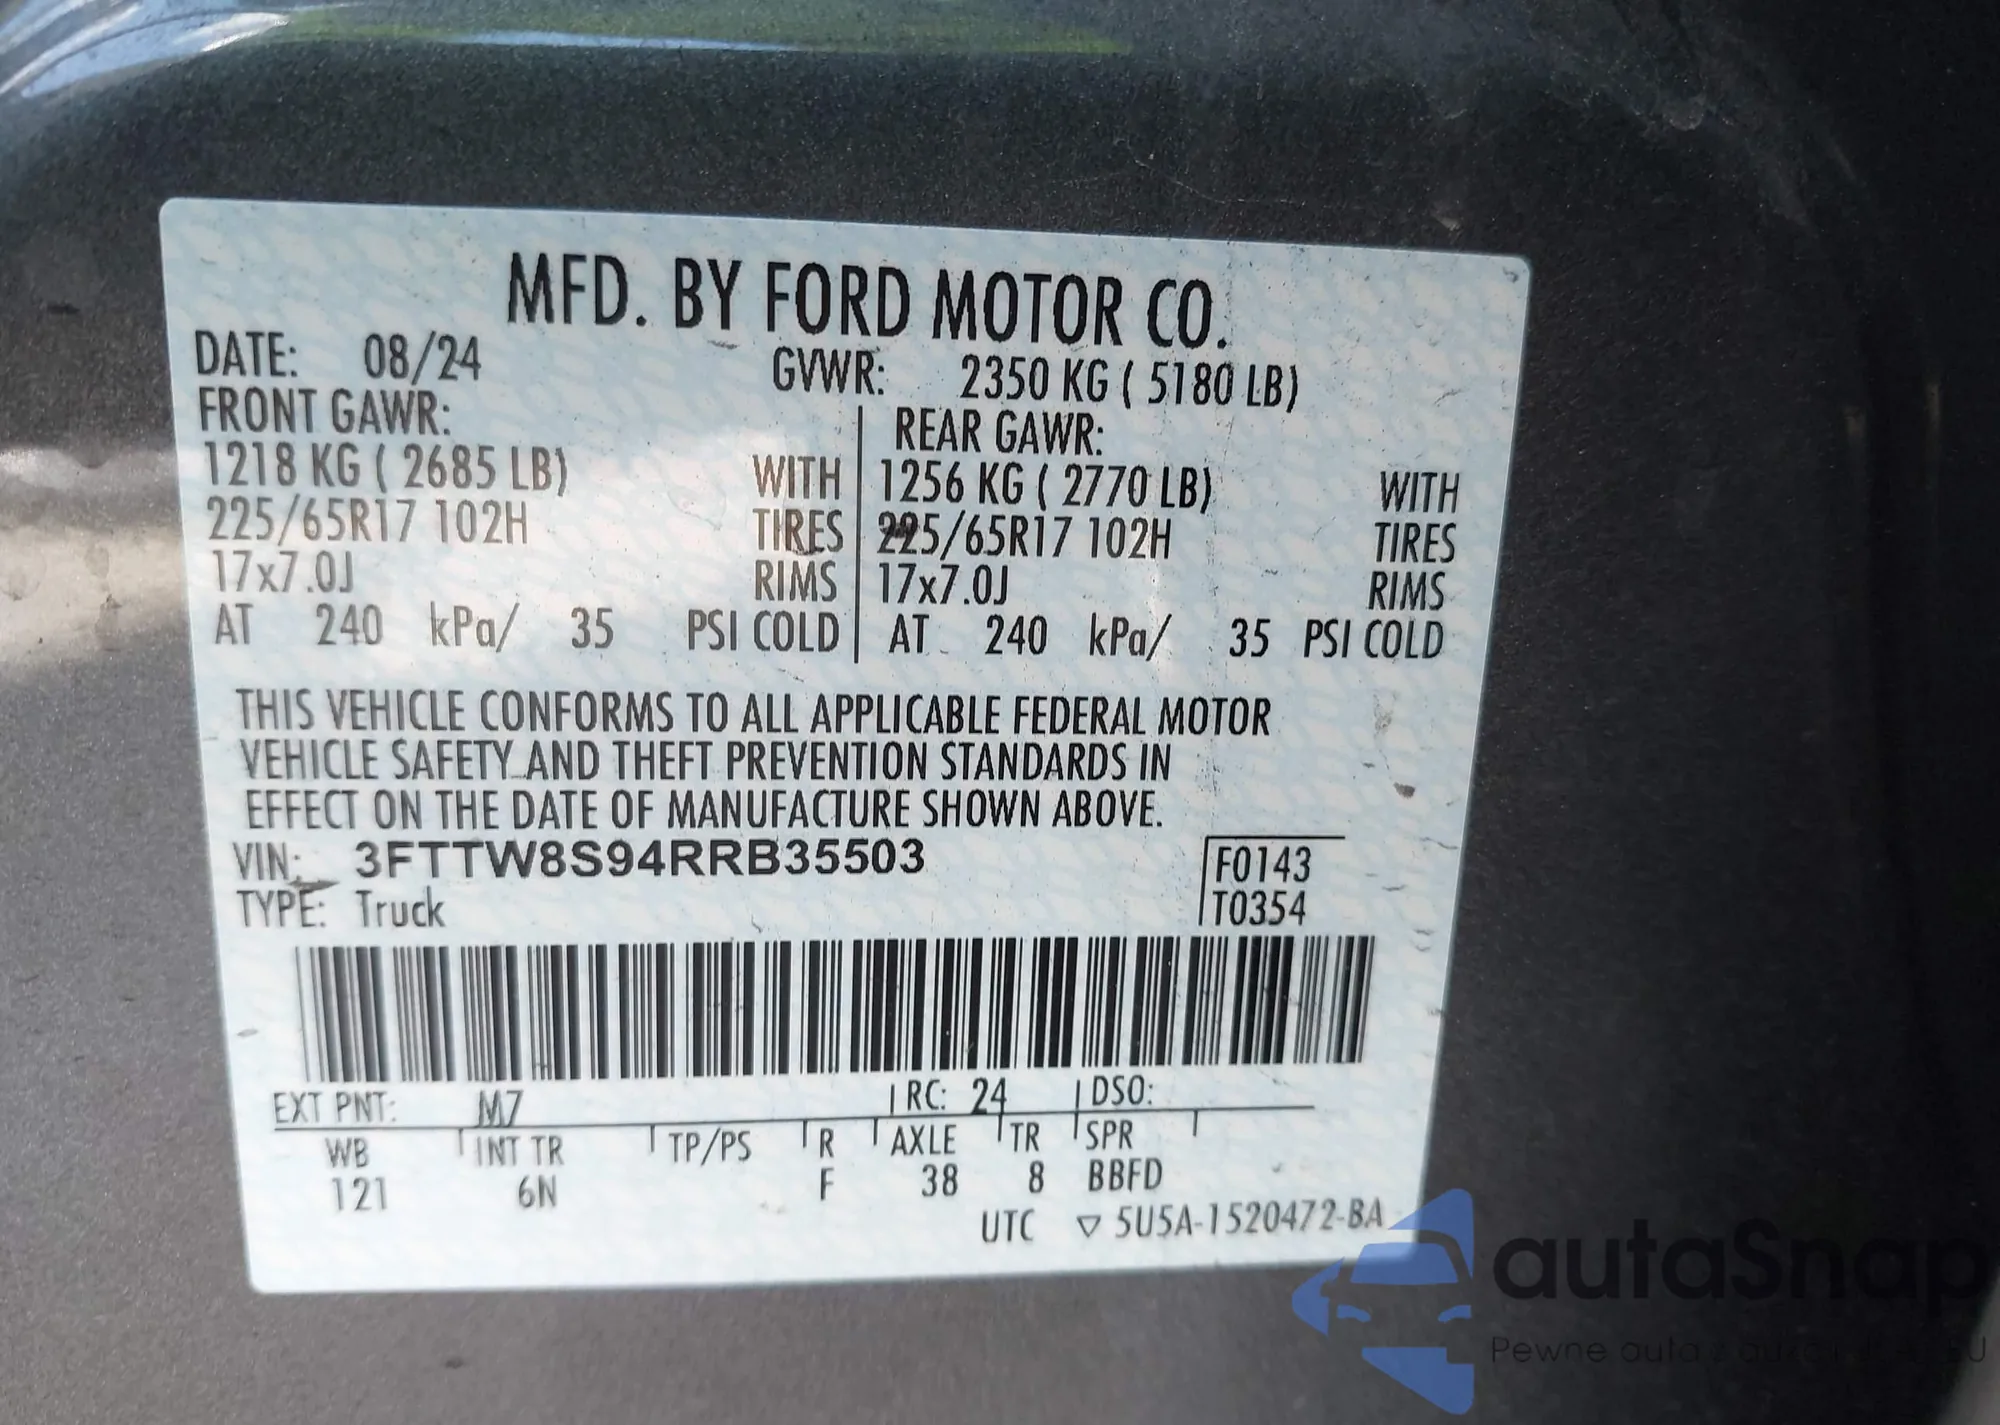 MFD. BY FORD MOTOR CO.
DATE: 08/24 GVWR: 2350 KG ( 5180 LB)
FRONT GAWR: REAR GAWR:
1218 KG ( 2685 LB) WITH 1256 KG ( 2770 LB) WITH
225/65R17 102H TIRES 225/65R17 102H TIRES
17x7.0J RIMS 17x7.0J RIMS
AT 240 kPa/ 35 PSI COLD AT 240 kPa/ 35 PSI COLD
THIS VEHICLE CONFORMS TO ALL APPLICABLE FEDERAL MOTOR
VEHICLE SAFETY AND THEFT PREVENTION STANDARDS IN
EFFECT ON THE DATE OF MANUFACTURE SHOWN ABOVE.
VIN: 3FTTW8S94RRB35503 F0143
TYPE: Truck T0354
EXT PNT: M7 RC: 24 DSO:
WB INT TR TP/PS R AXLE TR SPR
121 6N F 38 8 BBFD
UTC ▽ 5U5A-1520472-BA
autaSnap
Pewne auta z